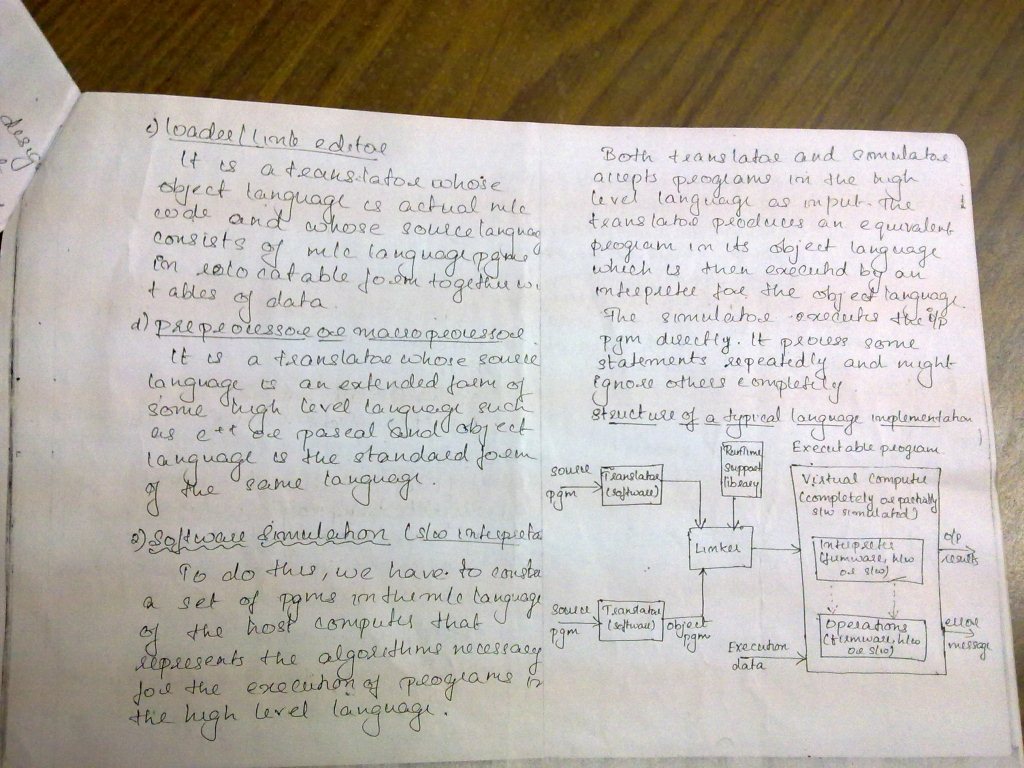 desig
c) loader/link editor
It is a translator whose
object language is actual m/c
code and whose source languag
consists of m/c language pgms
in relocatable form together wi
tables of data.
d) preprocessor or macroprocessor
It is a translator whose source
language is an extended form of
some high level language such
as c++ or pascal and object
language is the standard form
of the same language.
2) Software Simulation (s/w interpreta
To do this, we have to constr
a set of pgms in the m/c language
of the host computer that
represents the algorithms necessary
for the execution of programs in
the high level language.
Both translator and simulator
accepts programs in the high
level language as input. The
translator produces an equivalent
program in its object language
which is then executed by an
interpreter for the object language.
The simulator executes the i/p
pgm directly. It process some
statements repeatedly and might
ignore others completely
structure of a typical language implementation
source
pgm
Translator
(software)
Runtime
support
library
Executable program
Virtual computer
(completely or partially
s/w simulated)
Linker
Interpreter
(firmware, h/w
or s/w)
o/p
results
source
pgm
Translator
(software)
object
pgm
Execution
data
Operations
(firmware, h/w
or s/w)
error
message